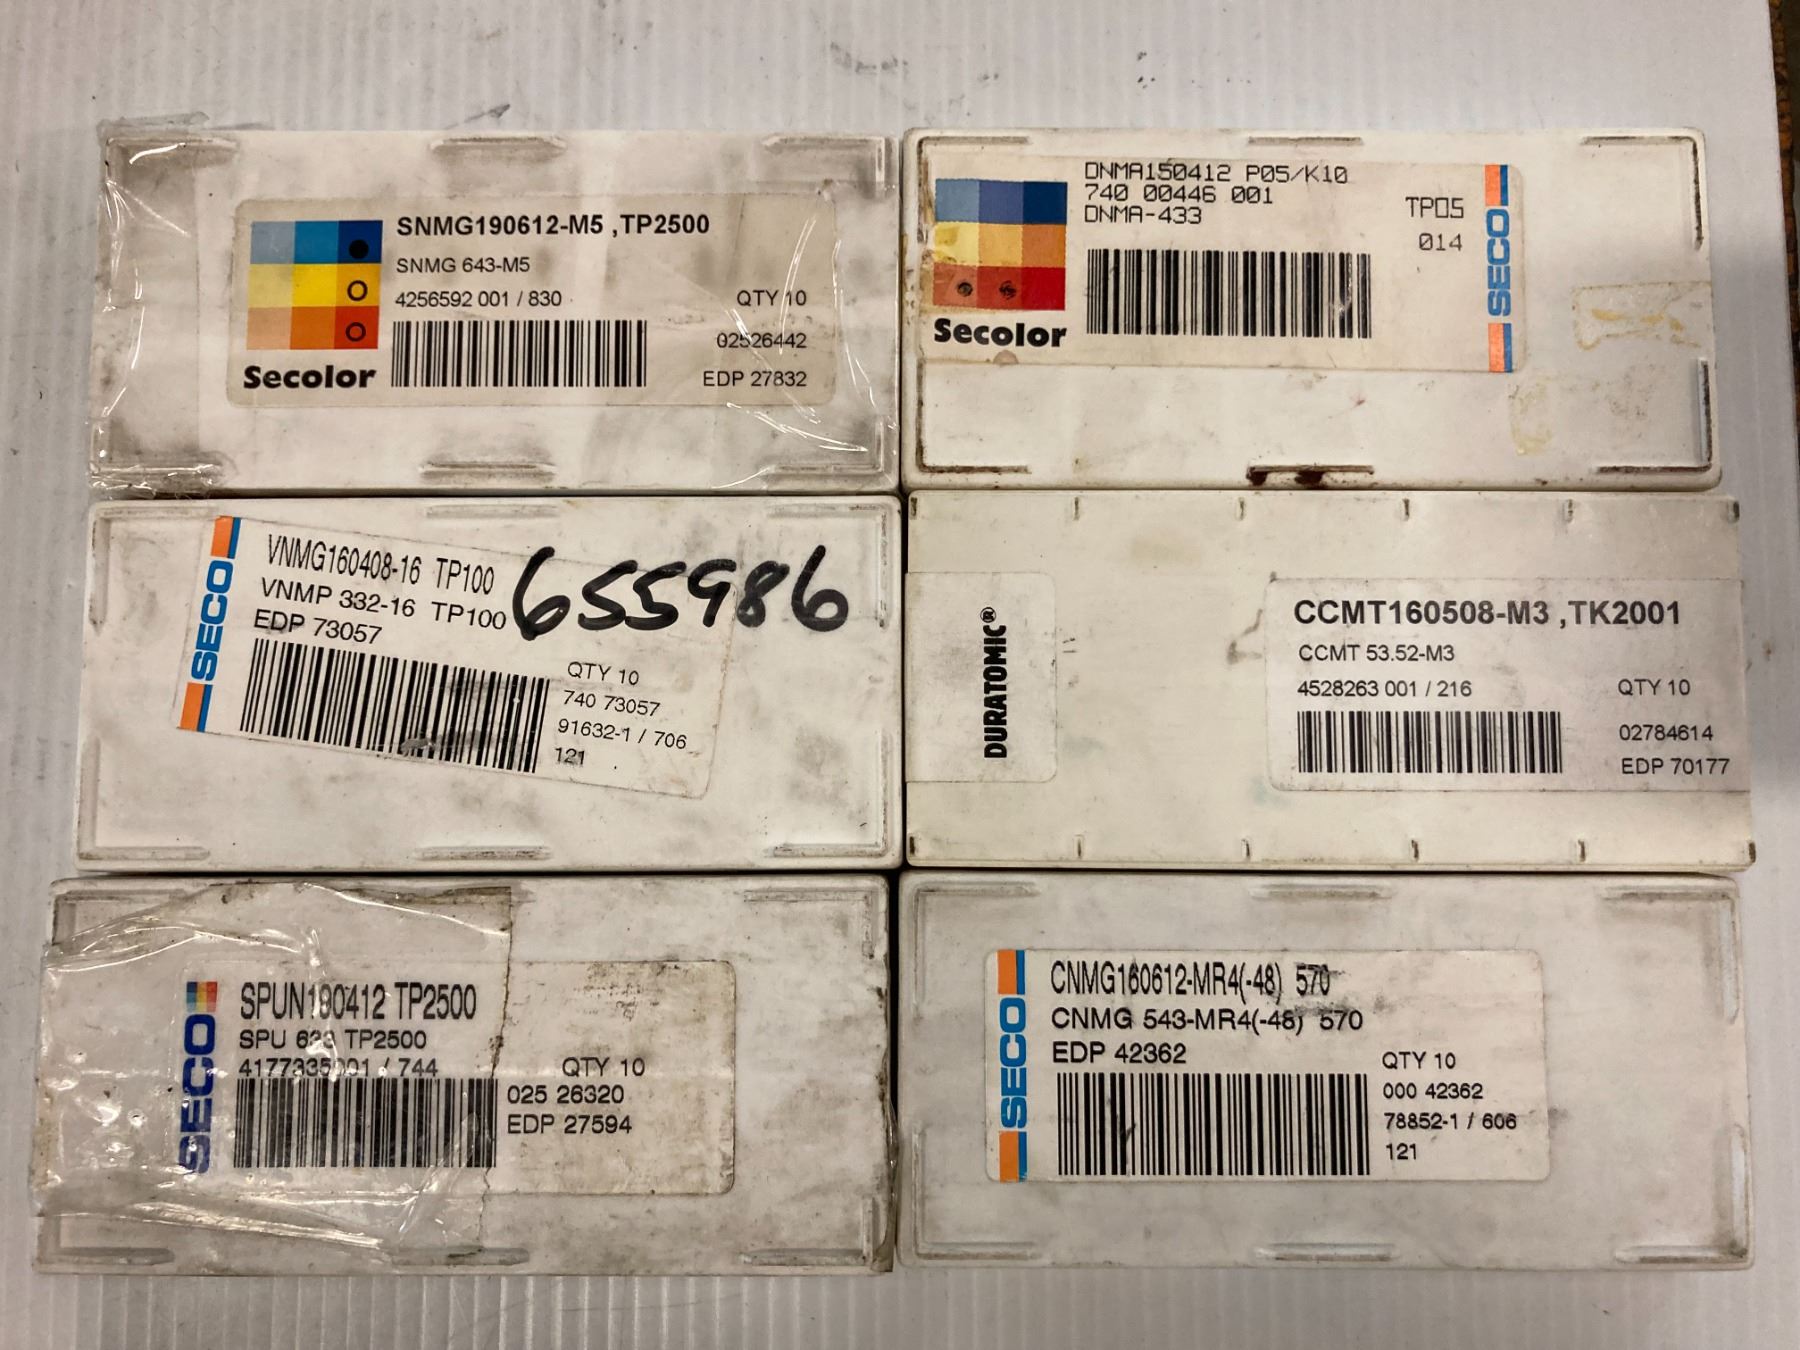 SNMG190612-M5 ,TP2500
SNMG 643-M5
4256592 001 / 830
QTY 10
02526442
EDP 27832
Secolor
DNMA150412 P05/K10
740 00446 001
DNMA-433
TP05
014
SECO
Secolor
SECO
VNMG160408-16 TP100
VNMP 332-16 TP100
EDP 73057
655986
QTY 10
740 73057
91632-1 / 706
121
DURATOMIC®
CCMT160508-M3 ,TK2001
CCMT 53.52-M3
4528263 001 / 216
QTY 10
02784614
EDP 70177
SECO
SPUN190412 TP2500
SPU 633 TP2500
4177335001 / 744
QTY 10
025 26320
EDP 27594
SECO
CNMG160612-MR4(-48) 570
CNMG 543-MR4(-48) 570
EDP 42362
QTY 10
000 42362
78852-1 / 606
121